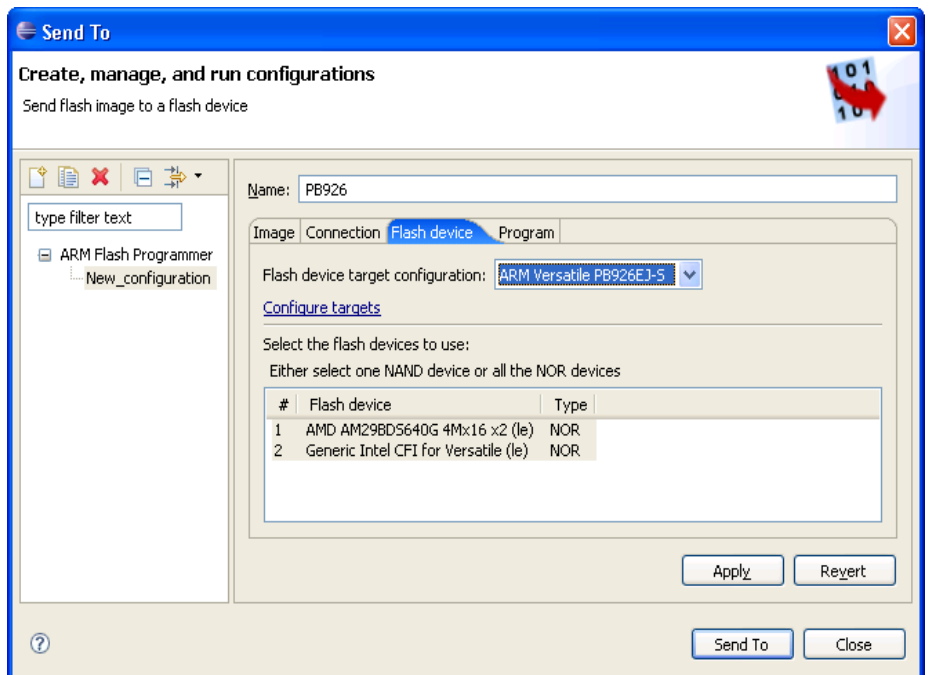 Send To
Create, manage, and run configurations
Send flash image to a flash device
101
010
10
type filter text
ARM Flash Programmer
New_configuration
Name: PB926
Image Connection Flash device Program
Flash device target configuration: ARM Versatile PB926EJ-S
Configure targets
Select the flash devices to use:
Either select one NAND device or all the NOR devices
# Flash device Type
1 AMD AM29BDS640G 4Mx16 x2 (le) NOR
2 Generic Intel CFI for Versatile (le) NOR
Apply Revert
? Send To Close